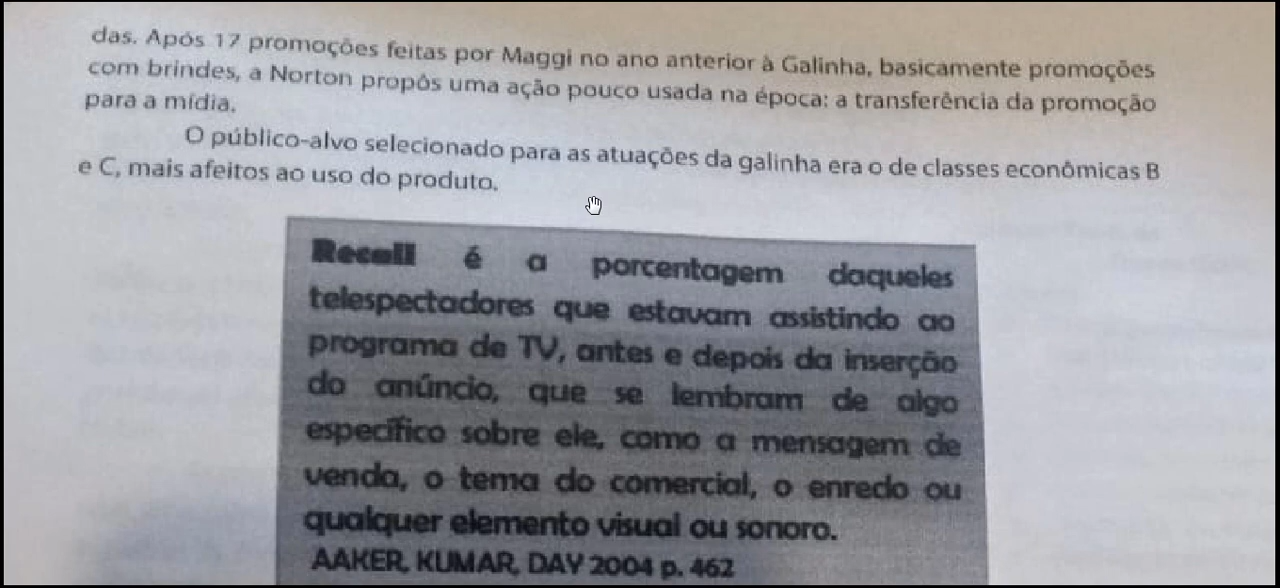 das. Após 17 promoções feitas por Maggi no ano anterior à Galinha, basicamente promoções
com brindes, a Norton propôs uma ação pouco usada na época: a transferência da promoção
para a mídia.
O público-alvo selecionado para as atuações da galinha era o de classes econômicas B
e C, mais afeitos ao uso do produto.
Recall é a porcentagem daqueles
telespectadores que estavam assistindo ao
programa de TV, antes e depois da inserção
do anúncio, que se lembram de algo
específico sobre ele, como a mensagem de
venda, o tema do comercial, o enredo ou
qualquer elemento visual ou sonoro.
AAKER, KUMAR, DAY 2004 p. 462